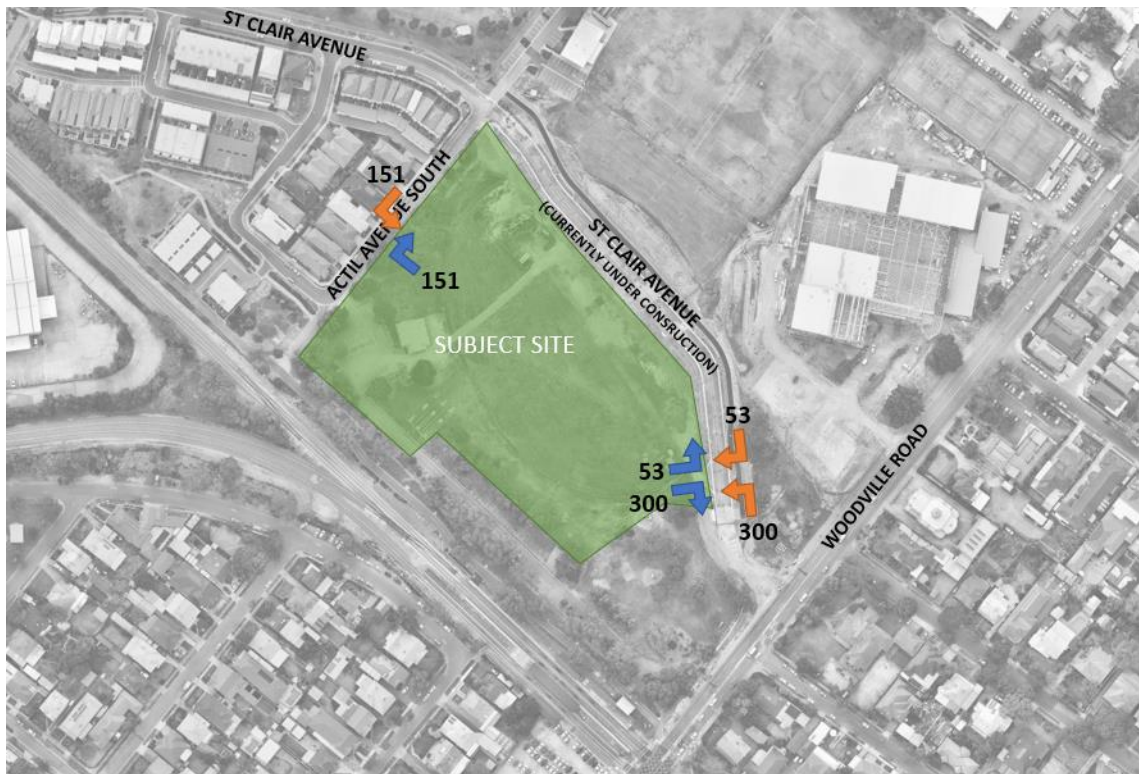 ST CLAIR AVENUE
151
ACTIL AVENUE SOUTH
151
ST CLAIR AVENUE
(CURRENTLY UNDER CONSTRUCTION)
SUBJECT SITE
53
53
300
300
WOODVILLE ROAD